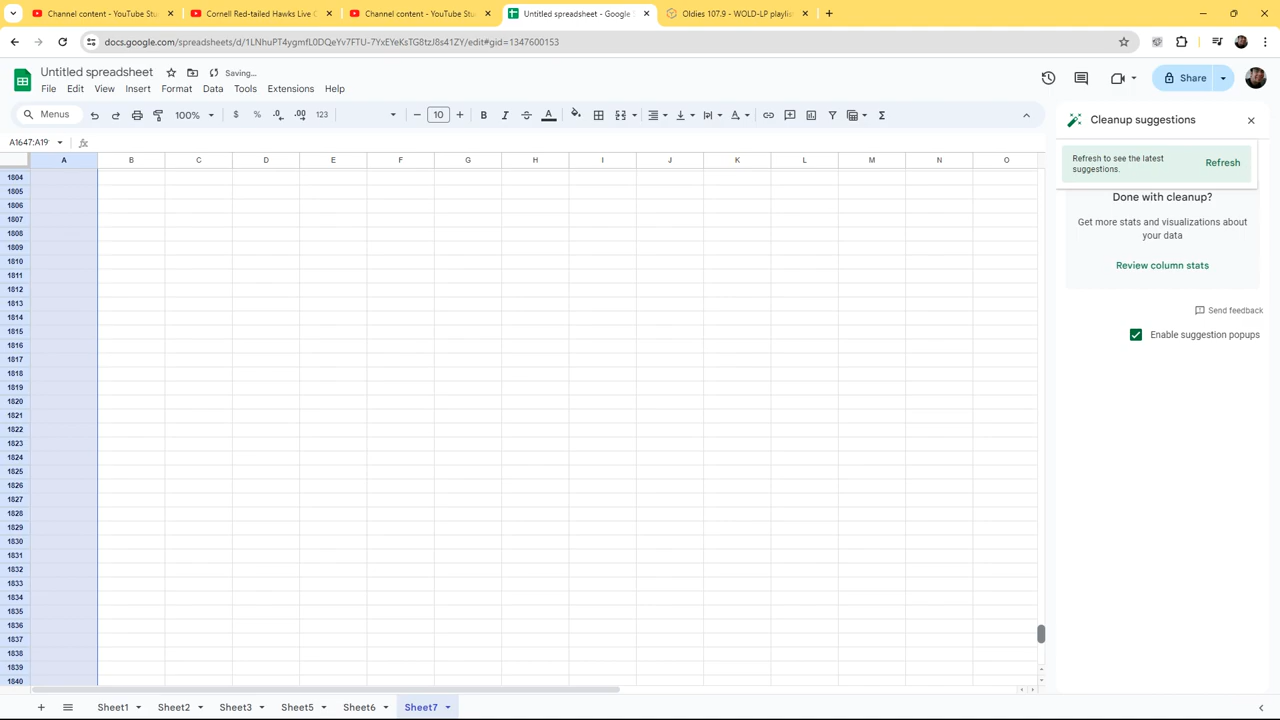 Channel content - YouTube Stu
Cornell Red-tailed Hawks Live C
Channel content - YouTube Stu
Untitled spreadsheet - Google S
Oldies 107.9 - WOLD-LP playlis
docs.google.com/spreadsheets/d/1LNhuPT4ygmfL0DQeYv7FTU-7YxEYeKsTG8tzJ8s41ZY/edit#gid=1347600153
Untitled spreadsheet
Saving...
File Edit View Insert Format Data Tools Extensions Help
Share
Menus
100%
$ % .0 .00 123
10
B I S A
Cleanup suggestions
A1647:A19
fx
Refresh to see the latest
suggestions.
Refresh
A B C D E F G H I J K L M N O
1804
1805
1806
1807
1808
1809
1810
1811
1812
1813
1814
1815
1816
1817
1818
1819
1820
1821
1822
1823
1824
1825
1826
1827
1828
1829
1830
1831
1832
1833
1834
1835
1836
1837
1838
1839
1840
Done with cleanup?
Get more stats and visualizations about
your data
Review column stats
Send feedback
Enable suggestion popups
Sheet1 Sheet2 Sheet3 Sheet5 Sheet6 Sheet7